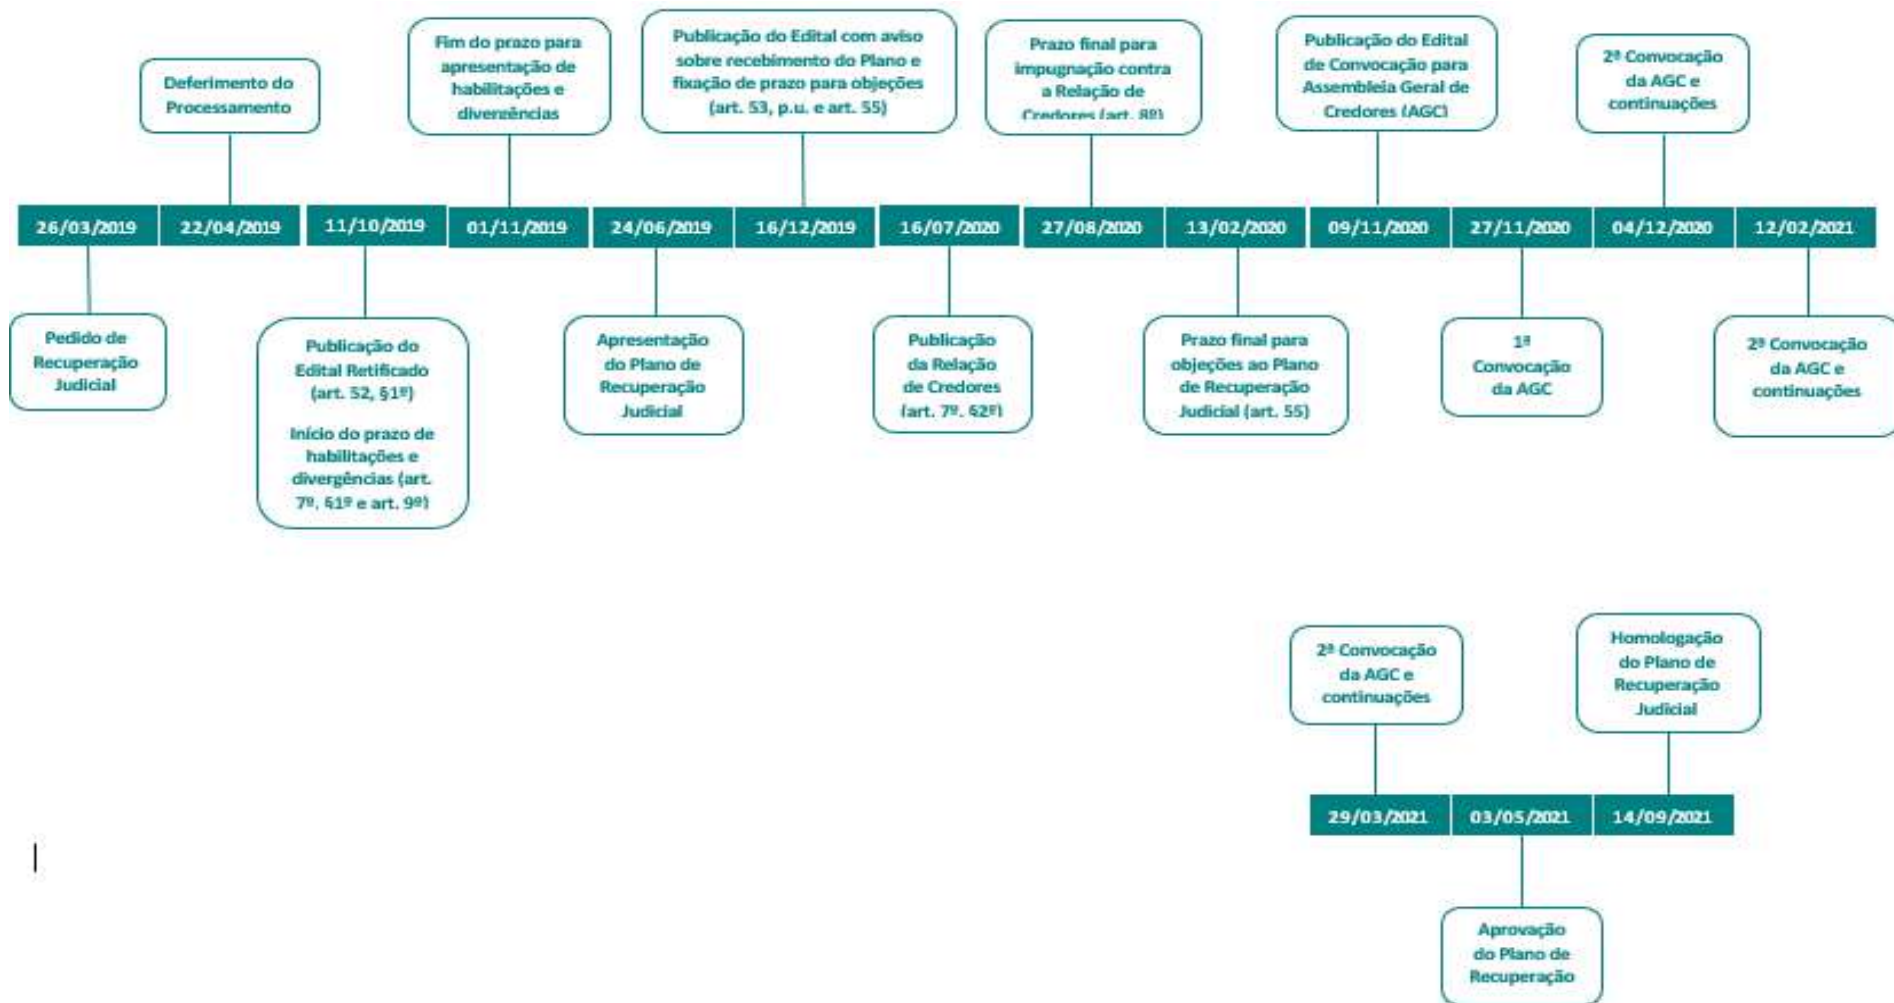 Deferimento do
Processamento
Fim do prazo para
apresentação de
habilitações e
divergências
Publicação do Edital com aviso
sobre recebimento do Plano e
fixação de prazo para objeções
(art. 53, p.u. e art. 55)
Prazo final para
impugnação contra
a Relação de
Credores (art. 8º)
Publicação do Edital
de Convocação para
Assembleia Geral de
Credores (AGC)
2ª Convocação
da AGC e
continuações
26/03/2019
22/04/2019
11/10/2019
01/11/2019
24/06/2019
16/12/2019
16/07/2020
27/08/2020
13/02/2020
09/11/2020
27/11/2020
04/12/2020
12/02/2021
Pedido de
Recuperação
Judicial
Publicação do
Edital Retificado
(art. 52, §1º)
Início do prazo de
habilitações e
divergências (art.
7º, §1º e art. 9º)
Apresentação
do Plano de
Recuperação
Judicial
Publicação
da Relação
de Credores
(art. 7º, §2º)
Prazo final para
objeções ao Plano
de Recuperação
Judicial (art. 55)
1ª
Convocação
da AGC
2ª Convocação
da AGC e
continuações
2ª Convocação
da AGC e
continuações
Homologação
do Plano de
Recuperação
Judicial
29/03/2021
03/05/2021
14/09/2021
Aprovação
do Plano de
Recuperação